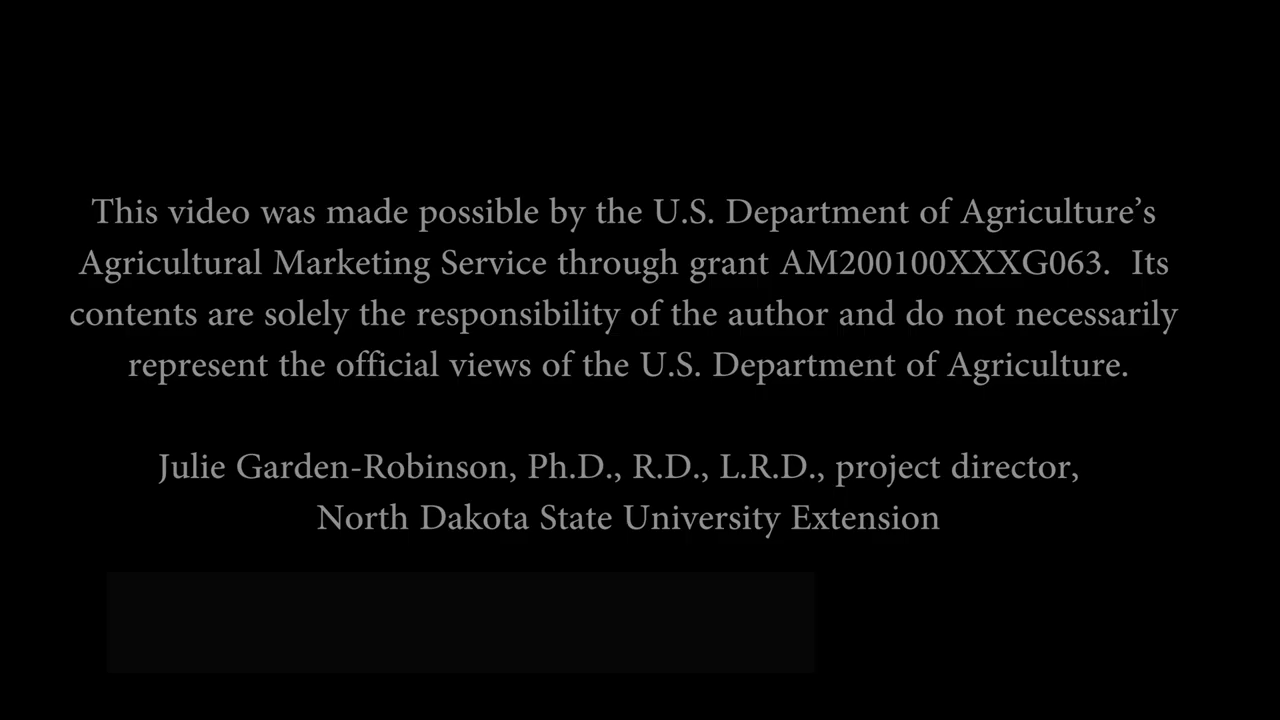 This video was made possible by the U.S. Department of Agriculture’s
Agricultural Marketing Service through grant AM200100XXXG063.  Its
contents are solely the responsibility of the author and do not necessarily
represent the official views of the U.S. Department of Agriculture.
Julie Garden-Robinson, Ph.D., R.D., L.R.D., project director,
North Dakota State University Extension